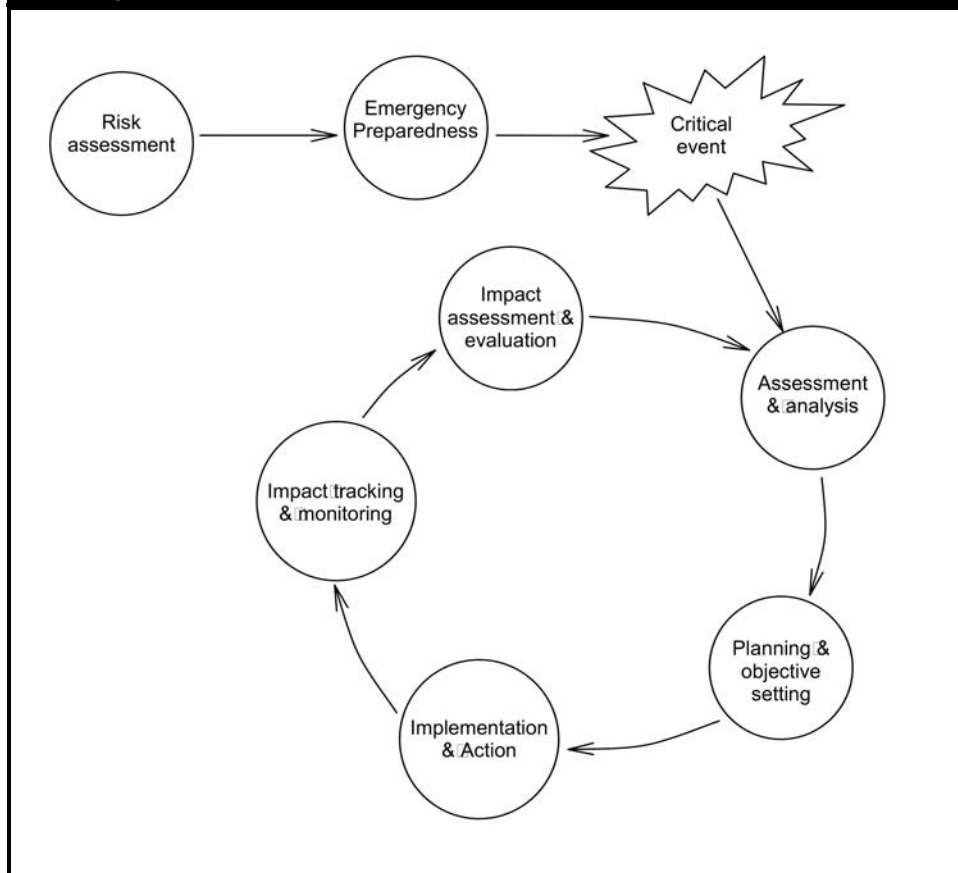 Risk
assessment
Emergency
Preparedness
Critical
event
Impact
assessment &
evaluation
Assessment
& analysis
Impact tracking
& monitoring
Planning &
objective
setting
Implementation
& Action